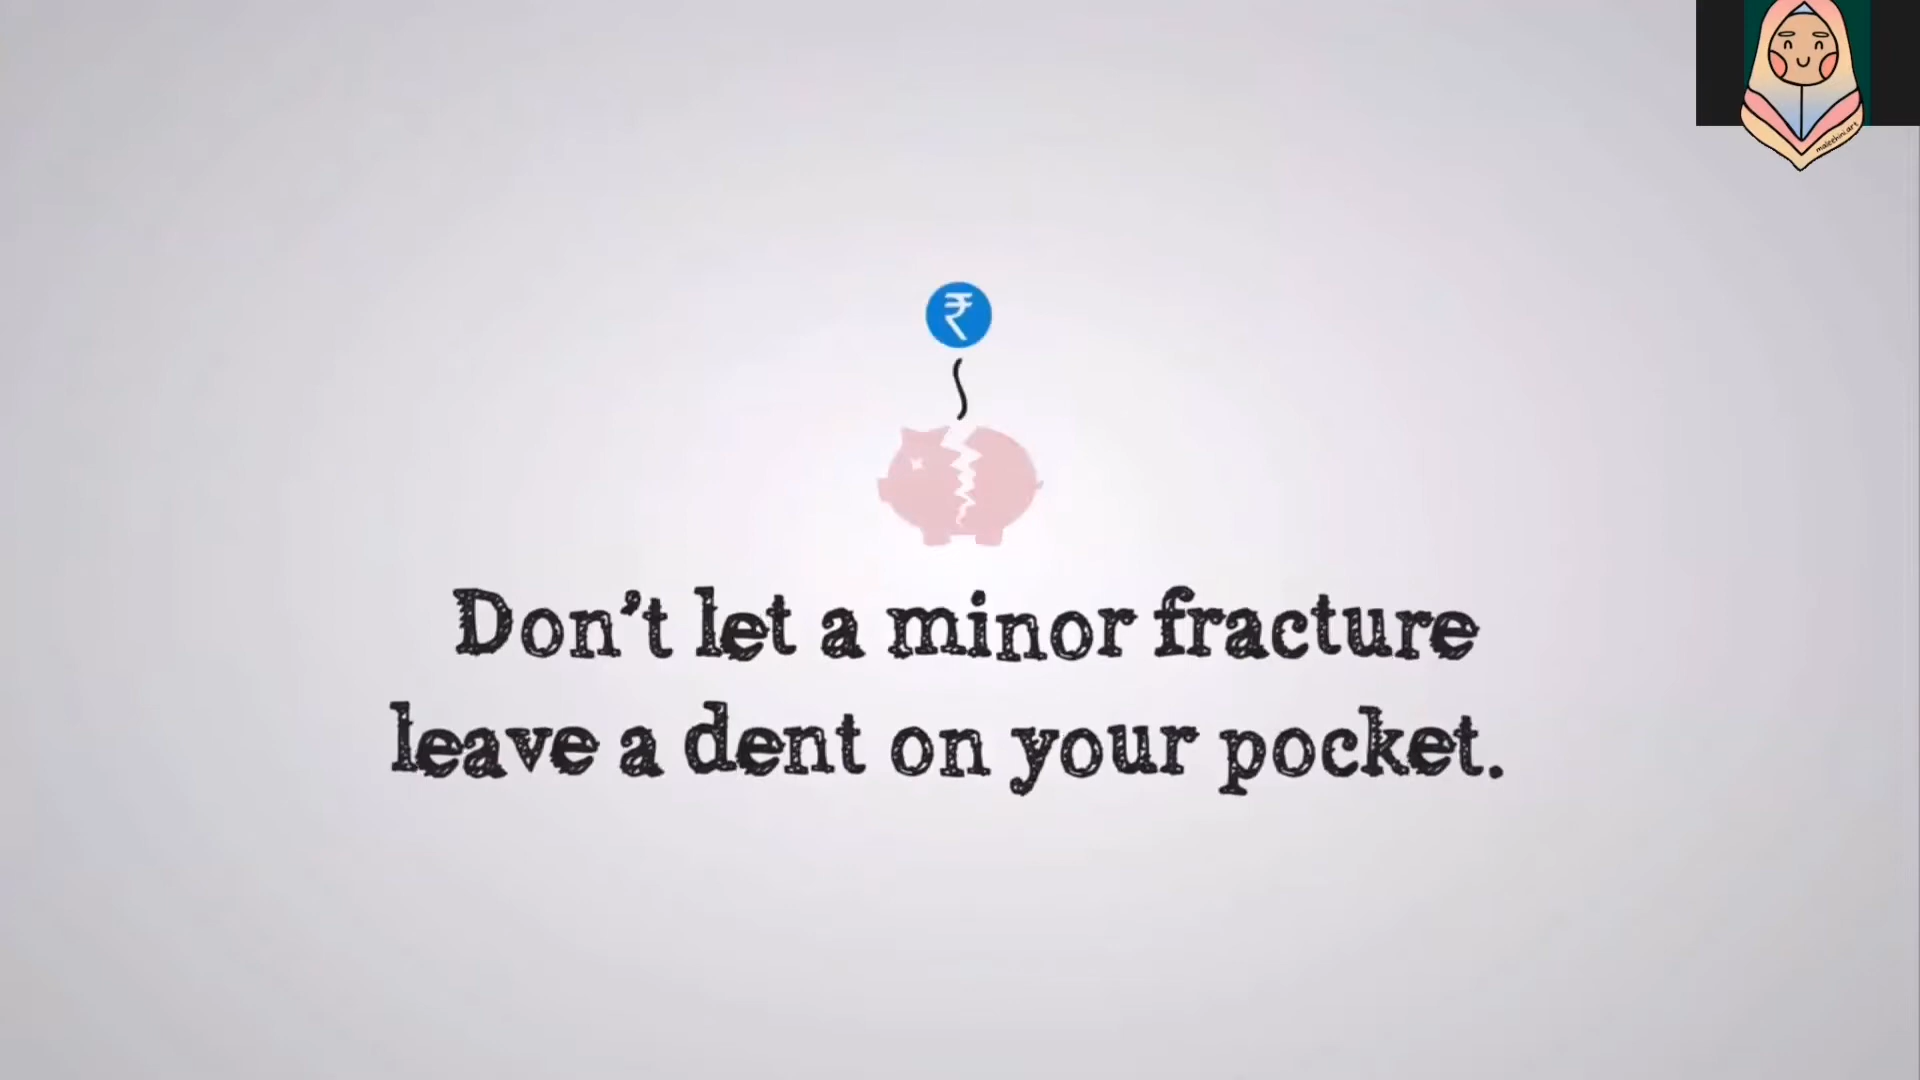 ₹
Don’t let a minor fracture
leave a dent on your pocket.